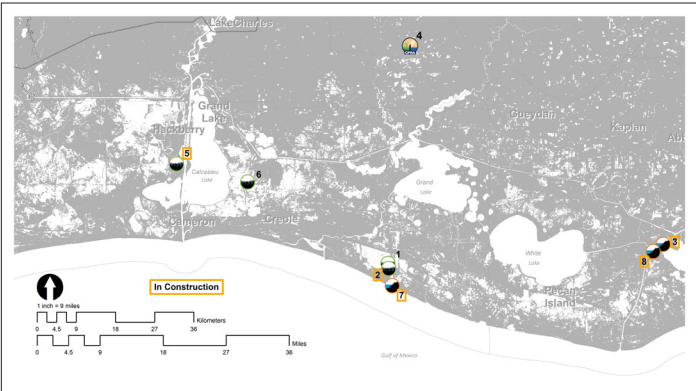 Lake Charles
4
Grand
Lake
Hackberry
Gueydan
Kaplan
5
6
Calcasieu
Lake
Grand
Lake
Cameron
Creole
1
2
7
White
Lake
Pecan
Island
3
8
In Construction
1 inch = 9 miles
Kilometers
0 4.5 9 18 27 36
Miles
0 4.5 9 18 27 36
Gulf of Mexico